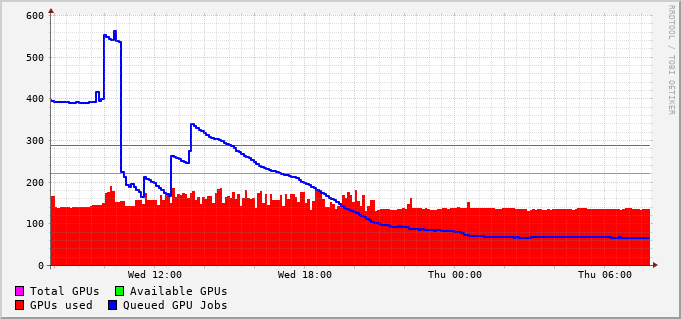 600
500
400
300
200
100
0
Wed 12:00 Wed 18:00 Thu 00:00 Thu 06:00
Total GPUs Available GPUs
GPUs used Queued GPU Jobs
RRDTOOL / TOBI OETIKER